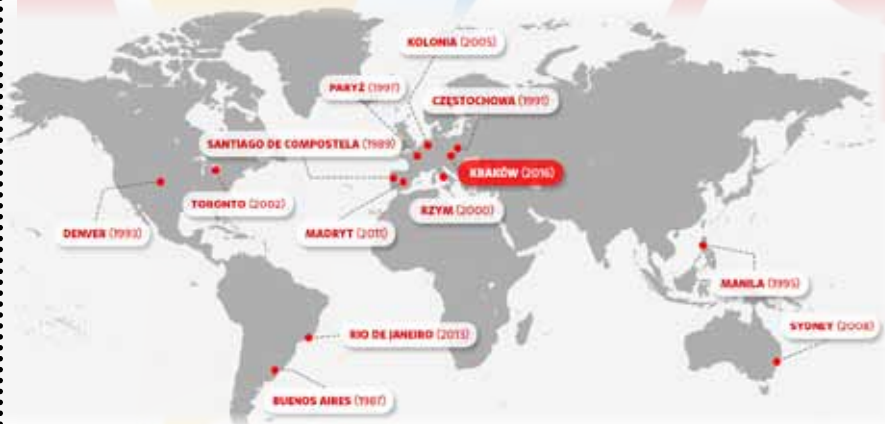 KOLONIA (2005)
PARYŻ (1997)
CZĘSTOCHOWA (1991)
SANTIAGO DE COMPOSTELA (1989)
KRAKÓW (2016)
TORONTO (2002)
RZYM (2000)
DENVER (1993)
MADRYT (2011)
MANILA (1995)
SYDNEY (2008)
RIO DE JANEIRO (2013)
BUENOS AIRES (1987)